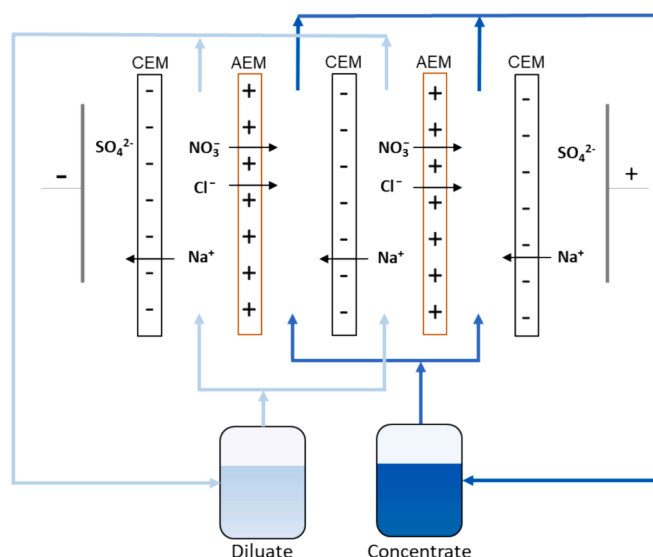 CEM AEM CEM AEM CEM
- + - + -
- + - + -
SO₄²⁻ NO₃⁻ NO₃⁻ SO₄²⁻
- + - + -
- +
Cl⁻ Cl⁻
- + - + -
- + - + -
Na⁺ Na⁺ Na⁺
- + - + -
- + - + -
Diluate Concentrate